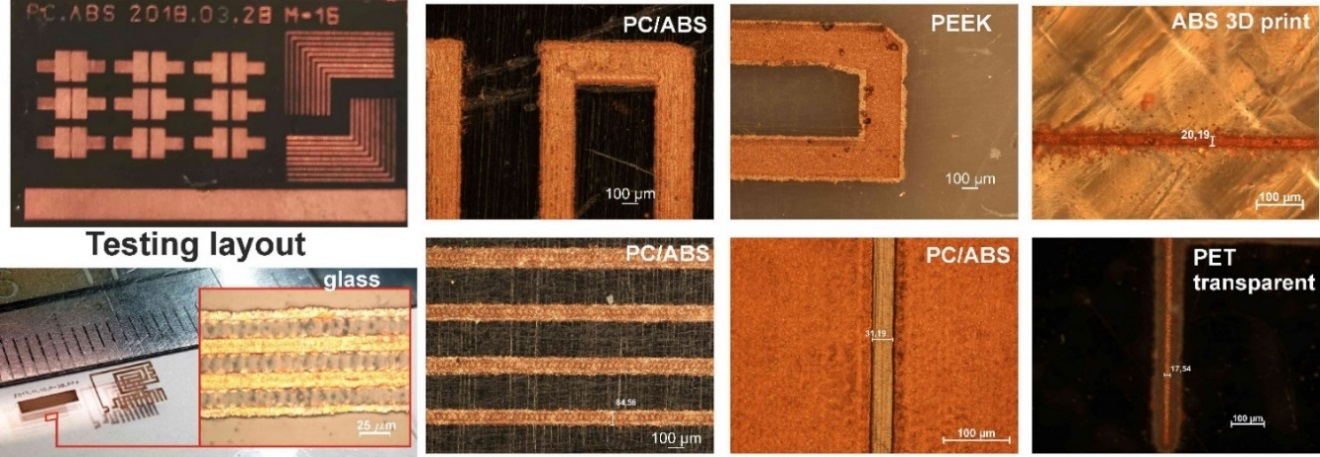 PC.ABS 2018.03.28 M-16
PC/ABS
PEEK
ABS 3D print
20,19
100 µm
100 µm
100 µm
Testing layout
glass
25 µm
PC/ABS
64,56
100 µm
PC/ABS
31,19
100 µm
PET
transparent
17,54
100 µm